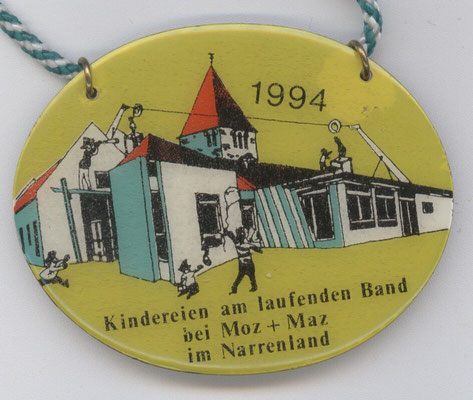 1994
Kindereien am laufenden Band
bei Moz + Maz
im Narrenland